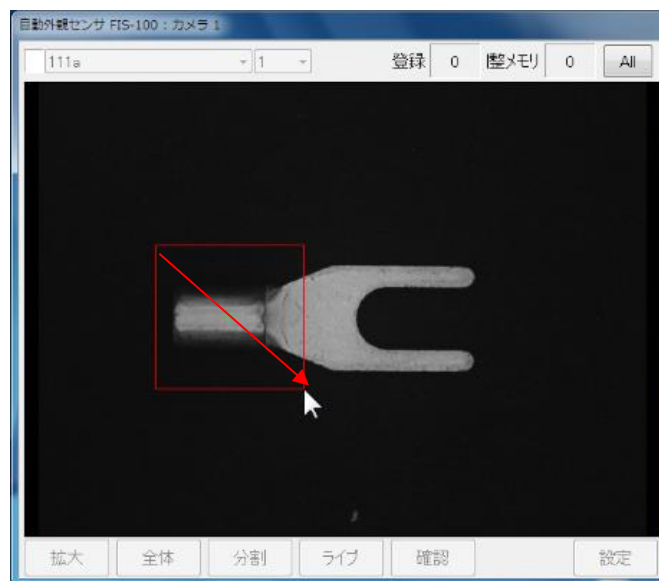 自動外観センサ FIS-100：カメラ 1
111a 1 登録 0 整メモリ 0 All
拡大 全体 分割 ライブ 確認 設定